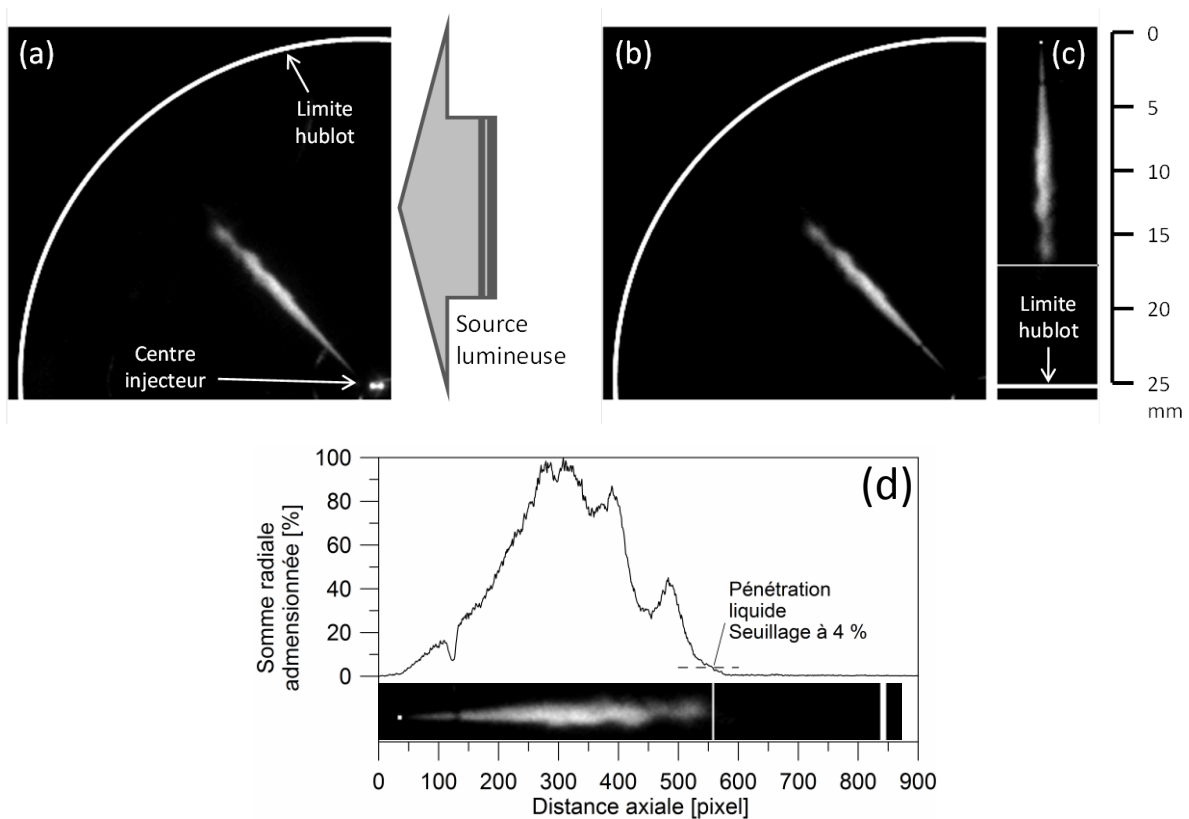 (a)
Limite
hublot
Centre
injecteur
Source
lumineuse
(b)
(c)
Limite
hublot
0
5
10
15
20
25
mm
(d)
Somme radiale
admensionnée [%]
100
80
60
40
20
0
Pénétration
liquide
Seuillage à 4 %
0 100 200 300 400 500 600 700 800 900
Distance axiale [pixel]